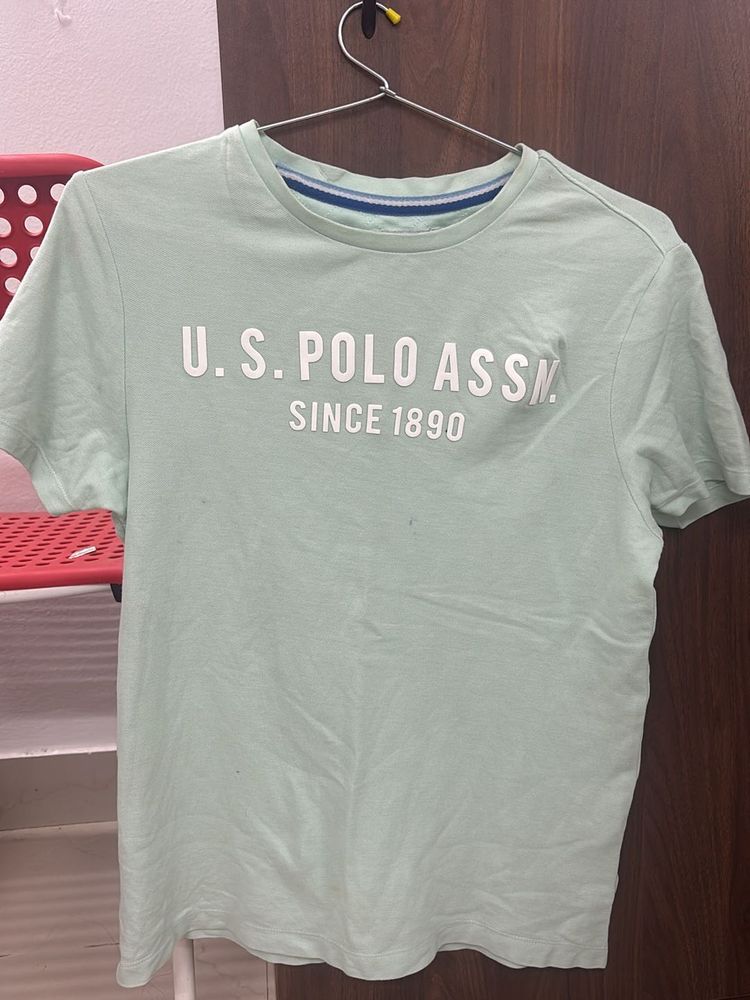 U. S. POLO ASSN.
SINCE 1890